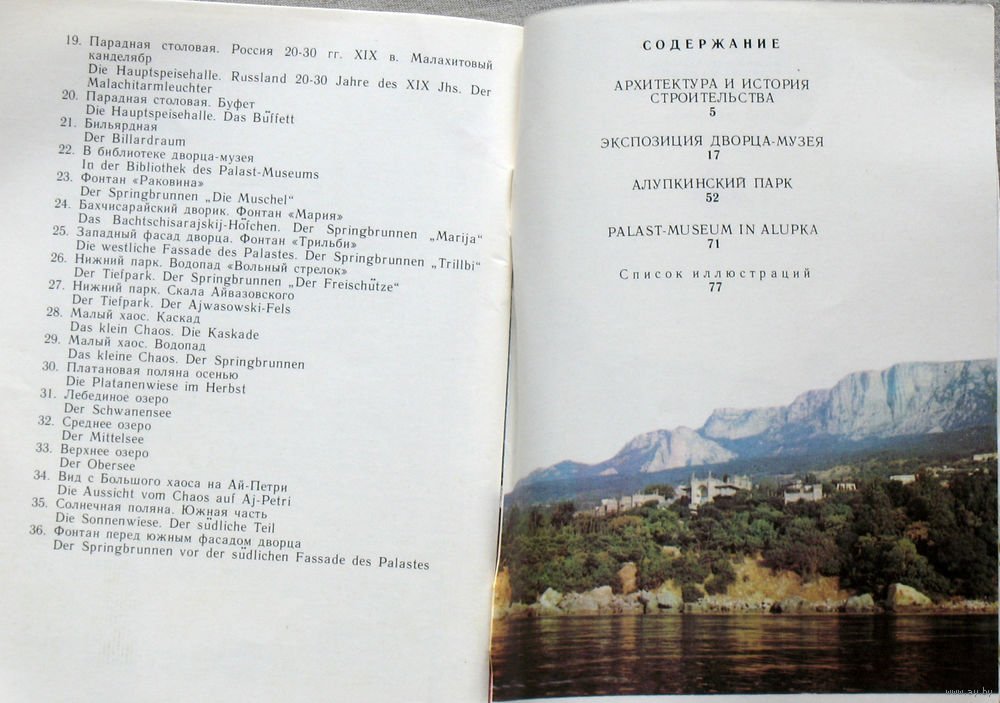 19. Парадная столовая. Россия 20-30 гг. XIX в. Малахитовый
канделябр
Die Hauptspeisehalle. Russland 20-30 Jahre des XIX Jhs. Der
Malachitarmleuchter
20. Парадная столовая. Буфет
Die Hauptspeisehalle. Das Büffett
21. Бильярдная
Der Billardraum
22. В библиотеке дворца-музея
In der Bibliothek des Palast-Museums
23. Фонтан «Раковина»
Der Springbrunnen „Die Muschel“
24. Бахчисарайский дворик. Фонтан «Мария»
Das Bachtschisarajskij-Höfchen. Der Springbrunnen „Marija“
25. Западный фасад дворца. Фонтан «Трильби»
Die westliche Fassade des Palastes. Der Springbrunnen „Trillbi“
26. Нижний парк. Водопад «Вольный стрелок»
Der Tiefpark. Der Springbrunnen „Der Freischütze“
27. Нижний парк. Скала Айвазовского
Der Tiefpark. Der Ajwasowski-Fels
28. Малый хаос. Каскад
Das klein Chaos. Die Kaskade
29. Малый хаос. Водопад
Das kleine Chaos. Der Springbrunnen
30. Платановая поляна осенью
Die Platanenwiese im Herbst
31. Лебединое озеро
Der Schwanensee
32. Среднее озеро
Der Mittelsee
33. Верхнее озеро
Der Obersee
34. Вид с Большого хаоса на Ай-Петри
Die Aussicht vom Chaos auf Aj-Petri
35. Солнечная поляна. Южная часть
Die Sonnenwiese. Der südliche Teil
36. Фонтан перед южным фасадом дворца
Der Springbrunnen vor der südlichen Fassade des Palastes
СОДЕРЖАНИЕ
АРХИТЕКТУРА И ИСТОРИЯ
СТРОИТЕЛЬСТВА
5
ЭКСПОЗИЦИЯ ДВОРЦА-МУЗЕЯ
17
АЛУПКИНСКИЙ ПАРК
52
PALAST-MUSEUM IN ALUPKA
71
Список иллюстраций
77
www.ay.by